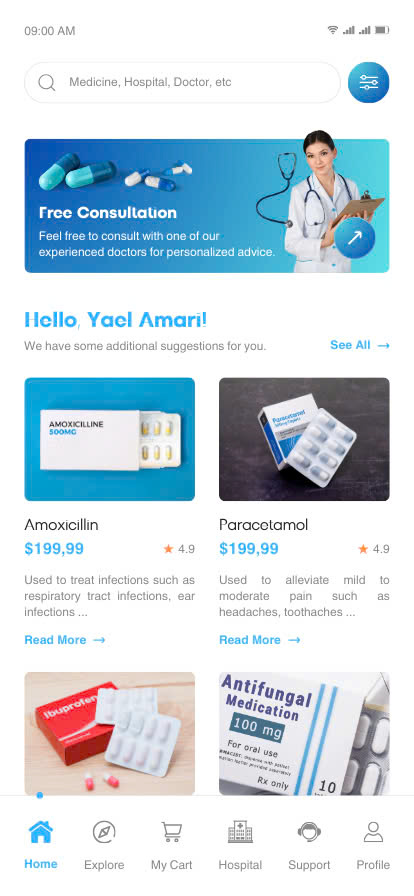 09:00 AM
Medicine, Hospital, Doctor, etc
Free Consultation
Feel free to consult with one of our
experienced doctors for personalized advice.
Hello, Yael Amari!
We have some additional suggestions for you.
See All
AMOXICILLINE
500MG
Paracetamol
Amoxicillin
Paracetamol
$199,99
4.9
$199,99
4.9
Used to treat infections such as
respiratory tract infections, ear
infections ...
Used to alleviate mild to
moderate pain such as
headaches, toothaches ...
Read More
Read More
Ibuprofen
Antifungal
Medication
100 mg
For oral use
Rx only
10
Home
Explore
My Cart
Hospital
Support
Profile